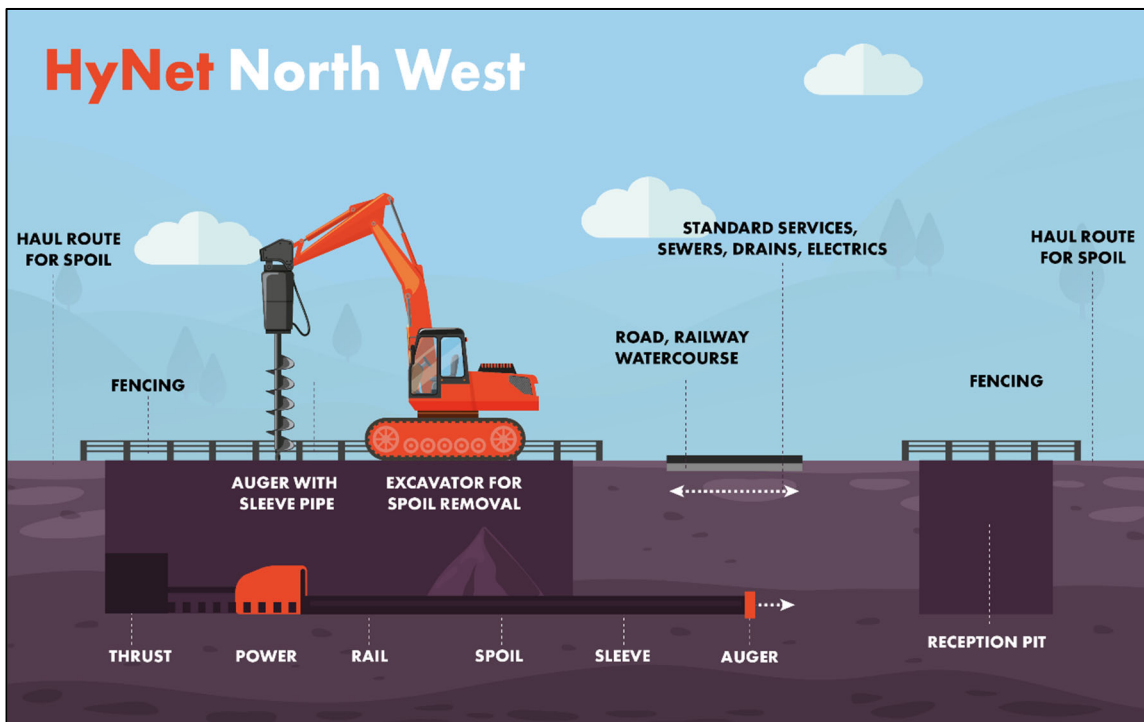 HyNet North West
HAUL ROUTE
FOR SPOIL
STANDARD SERVICES,
SEWERS, DRAINS, ELECTRICS
HAUL ROUTE
FOR SPOIL
ROAD, RAILWAY
WATERCOURSE
FENCING
FENCING
AUGER WITH
SLEEVE PIPE
EXCAVATOR FOR
SPOIL REMOVAL
THRUST
POWER
RAIL
SPOIL
SLEEVE
AUGER
RECEPTION PIT